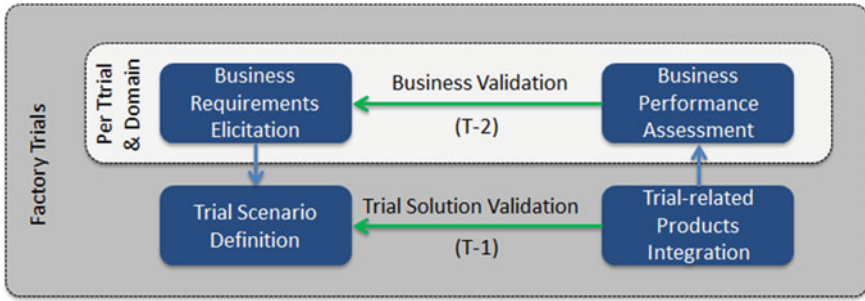 Factory Trials
Per Ttrial
& Domain
Business
Requirements
Elicitation
Business Validation
(T-2)
Business
Performance
Assessment
Trial Scenario
Definition
Trial Solution Validation
(T-1)
Trial-related
Products
Integration